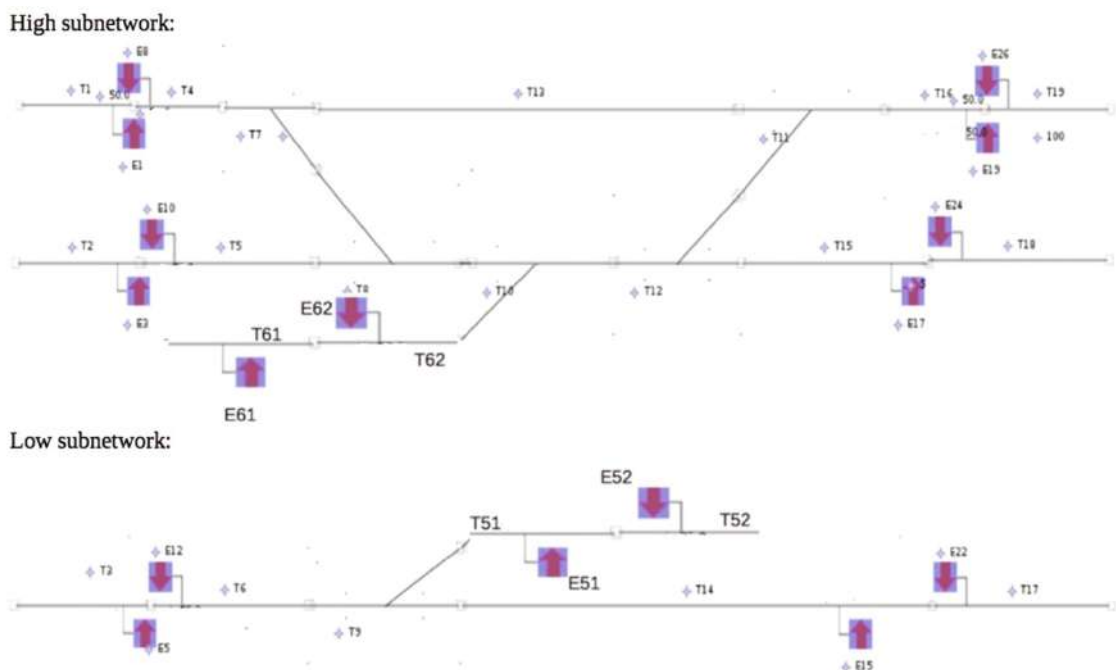 High subnetwork:
E8
E26
T1
50.0
T4
T13
T16
50.0
T19
T7
T11
50.0
100
E1
E19
E10
E24
T2
T5
T15
T18
E62
T8
T10
T12
5
E3
T61
E17
T62
E61
Low subnetwork:
E52
T51
T52
E12
E22
T3
T6
E51
T14
T17
T9
E5
E15